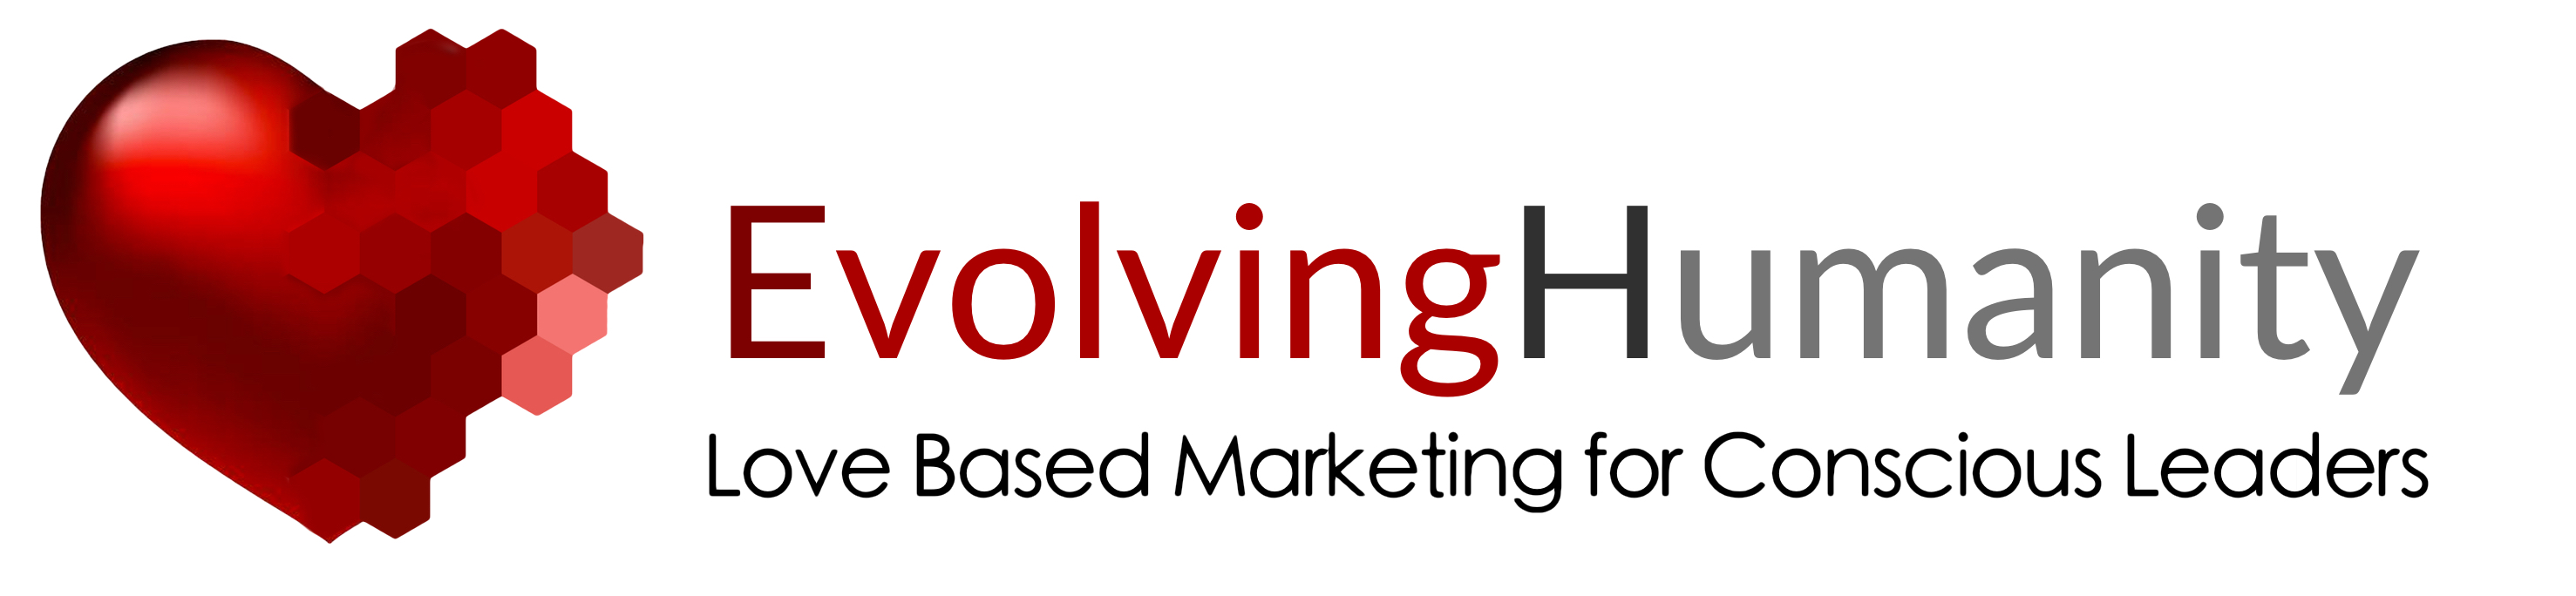 EvolvingHumanity
Love Based Marketing for Conscious Leaders